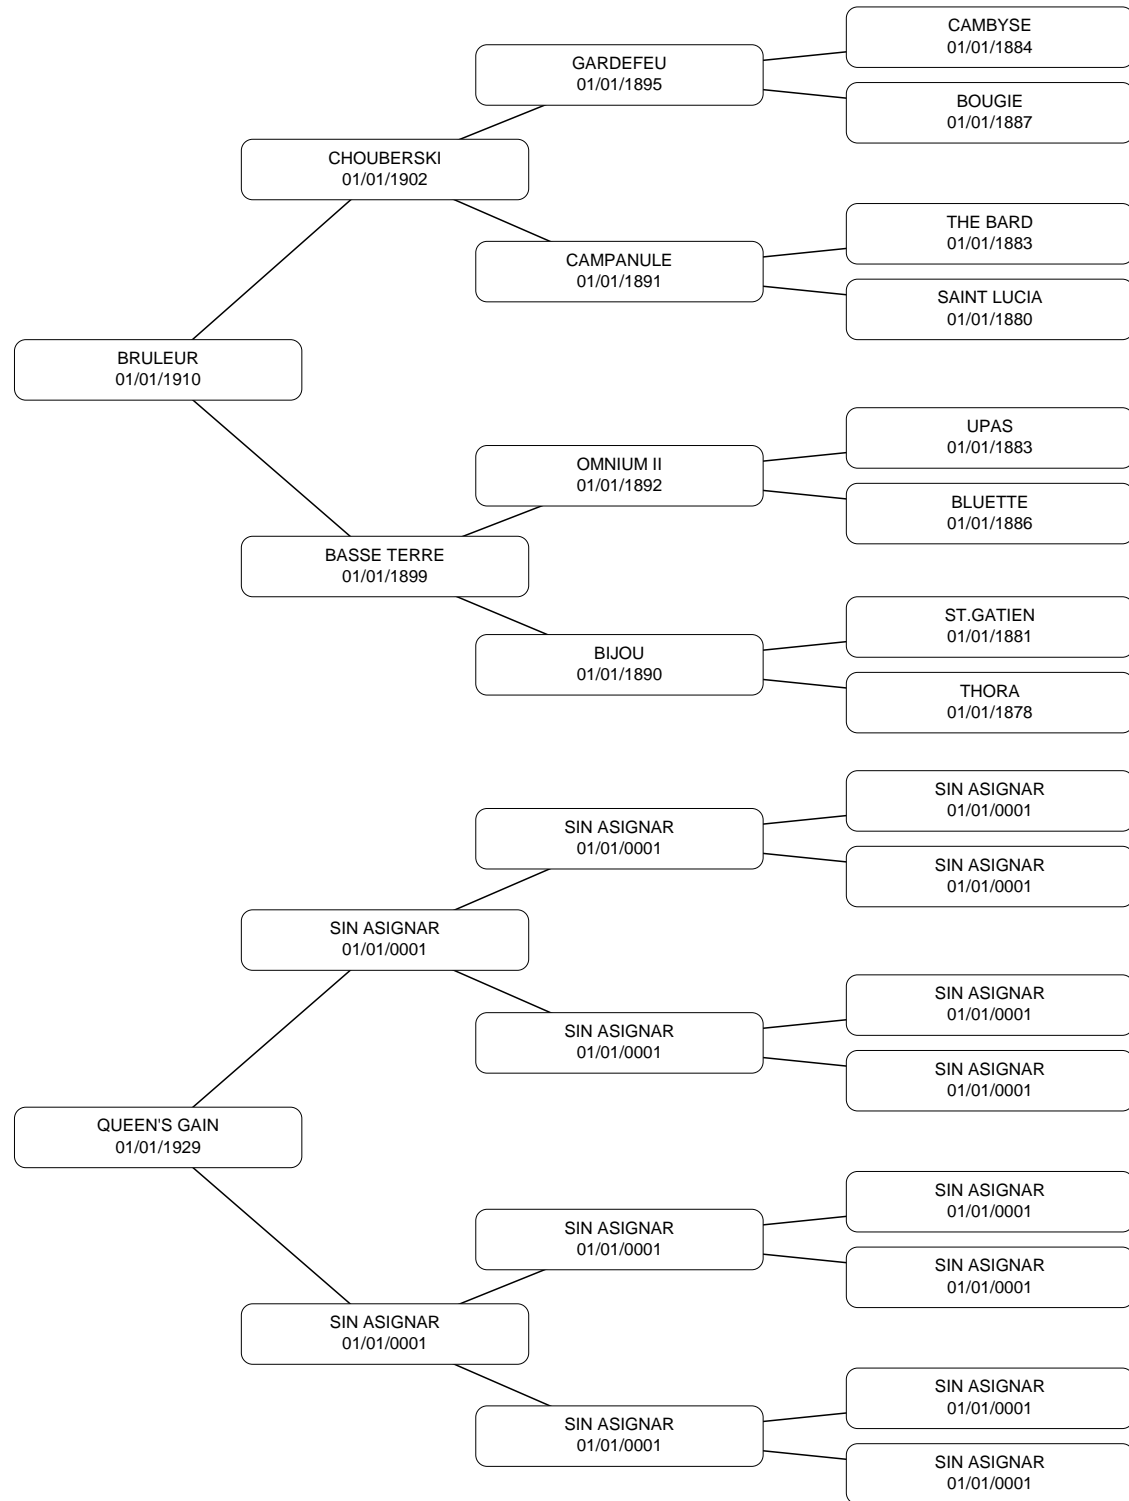 CAMBYSE
01/01/1884
GARDEFEU
01/01/1895
BOUGIE
01/01/1887
CHOUBERSKI
01/01/1902
THE BARD
01/01/1883
CAMPANULE
01/01/1891
SAINT LUCIA
01/01/1880
BRULEUR
01/01/1910
UPAS
01/01/1883
OMNIUM II
01/01/1892
BLUETTE
01/01/1886
BASSE TERRE
01/01/1899
ST.GATIEN
01/01/1881
BIJOU
01/01/1890
THORA
01/01/1878
SIN ASIGNAR
01/01/0001
SIN ASIGNAR
01/01/0001
SIN ASIGNAR
01/01/0001
SIN ASIGNAR
01/01/0001
SIN ASIGNAR
01/01/0001
SIN ASIGNAR
01/01/0001
SIN ASIGNAR
01/01/0001
QUEEN'S GAIN
01/01/1929
SIN ASIGNAR
01/01/0001
SIN ASIGNAR
01/01/0001
SIN ASIGNAR
01/01/0001
SIN ASIGNAR
01/01/0001
SIN ASIGNAR
01/01/0001
SIN ASIGNAR
01/01/0001
SIN ASIGNAR
01/01/0001